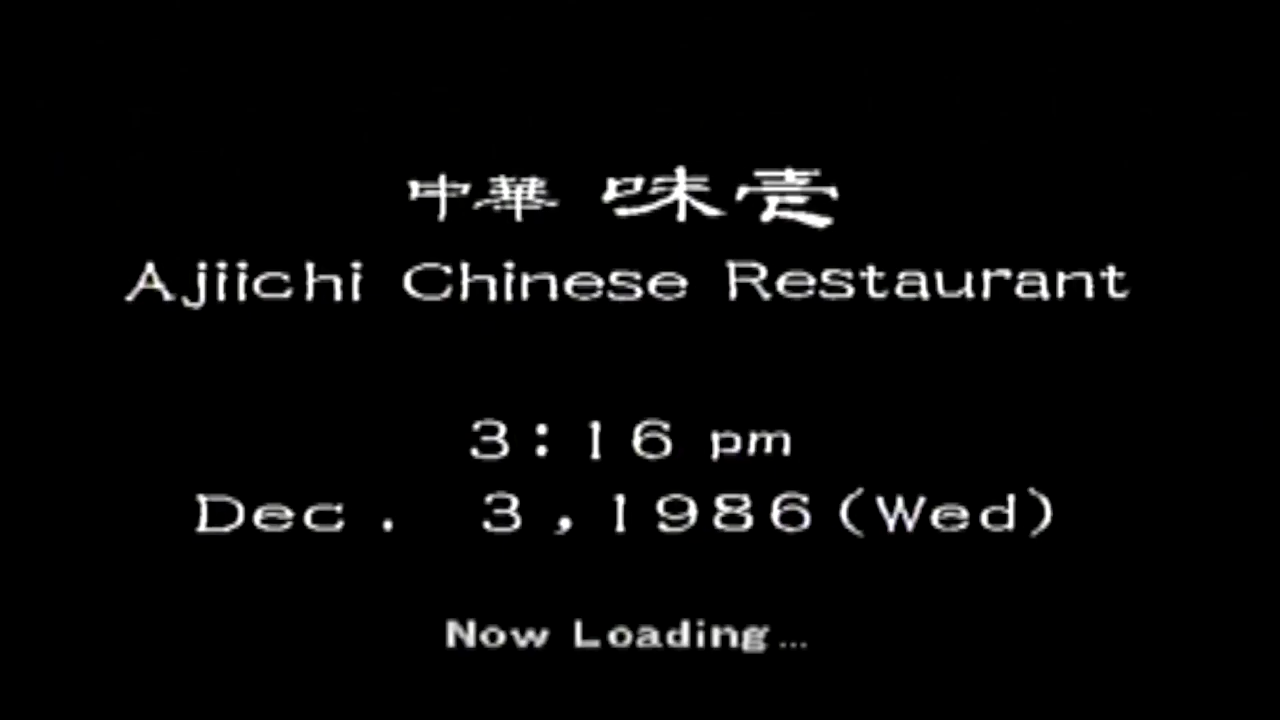 中華 味壱
Ajiichi Chinese Restaurant
3:16 pm
Dec. 3,1986(Wed)
Now Loading...